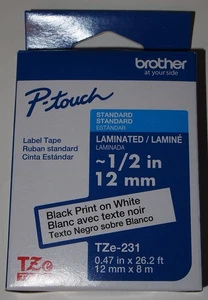 brother
at your side
P-touch
STANDARD
STANDARD
ESTÁNDAR
Label Tape
Ruban standard
Cinta Estándar
LAMINATED / LAMINÉ
LAMINADA
~1/2 in
12 mm
Black Print on White
Blanc avec texte noir
Texto Negro sobre Blanco
TZe
TZe-231
0.47 in x 26.2 ft
12 mm x 8 m